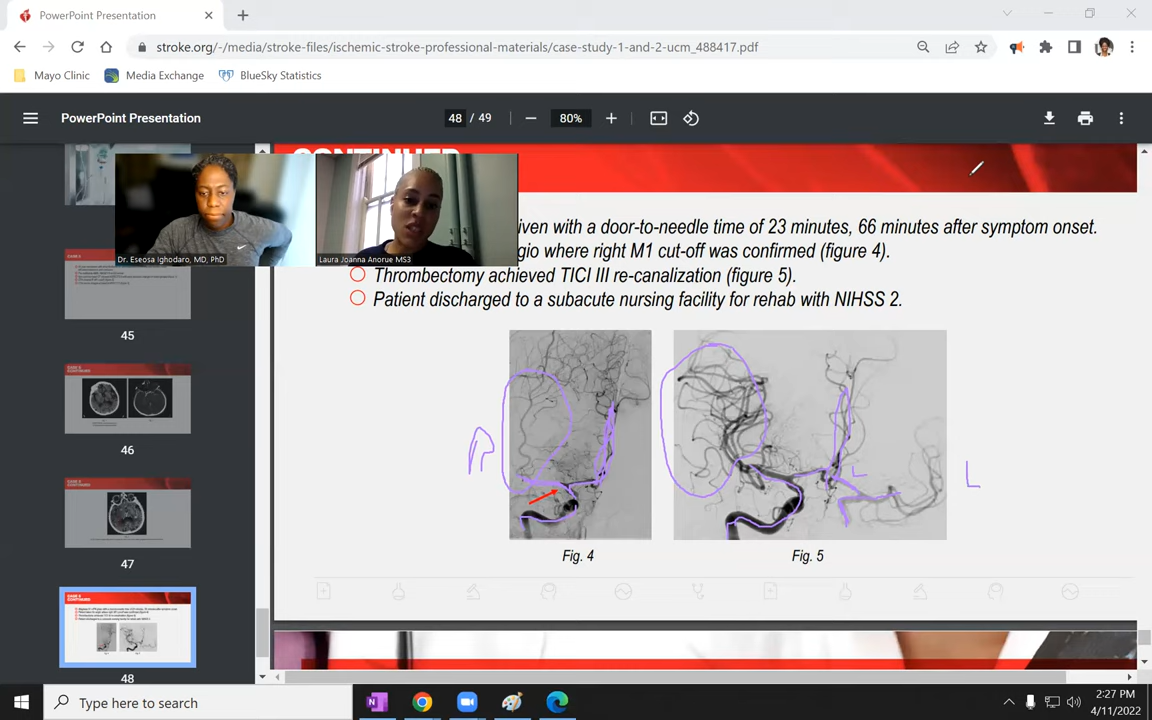 PowerPoint Presentation
stroke.org/-/media/stroke-files/ischemic-stroke-professional-materials/case-study-1-and-2-ucm_488417.pdf
Mayo Clinic
Media Exchange
BlueSky Statistics
PowerPoint Presentation
48 / 49
80%
CONTINUED
Dr. Eseosa Ighodaro, MD, PhD
Laura Joanna Anorue MS3
iven with a door-to-needle time of 23 minutes, 66 minutes after symptom onset.
gio where right M1 cut-off was confirmed (figure 4).
Thrombectomy achieved TICI III re-canalization (figure 5).
Patient discharged to a subacute nursing facility for rehab with NIHSS 2.
R
L
L
Fig. 4
Fig. 5
45
46
47
48
Type here to search
2:27 PM
4/11/2022